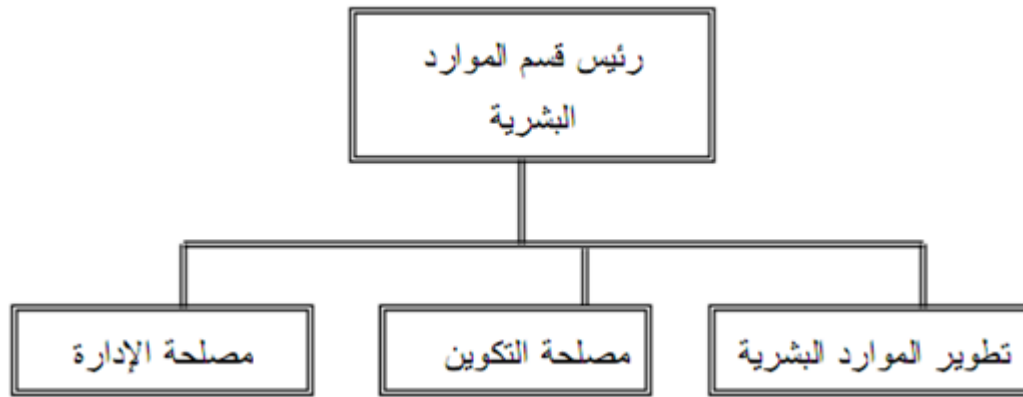 رئيس قسم الموارد
البشرية
تطوير الموارد البشرية
مصلحة التكوين
مصلحة الإدارة